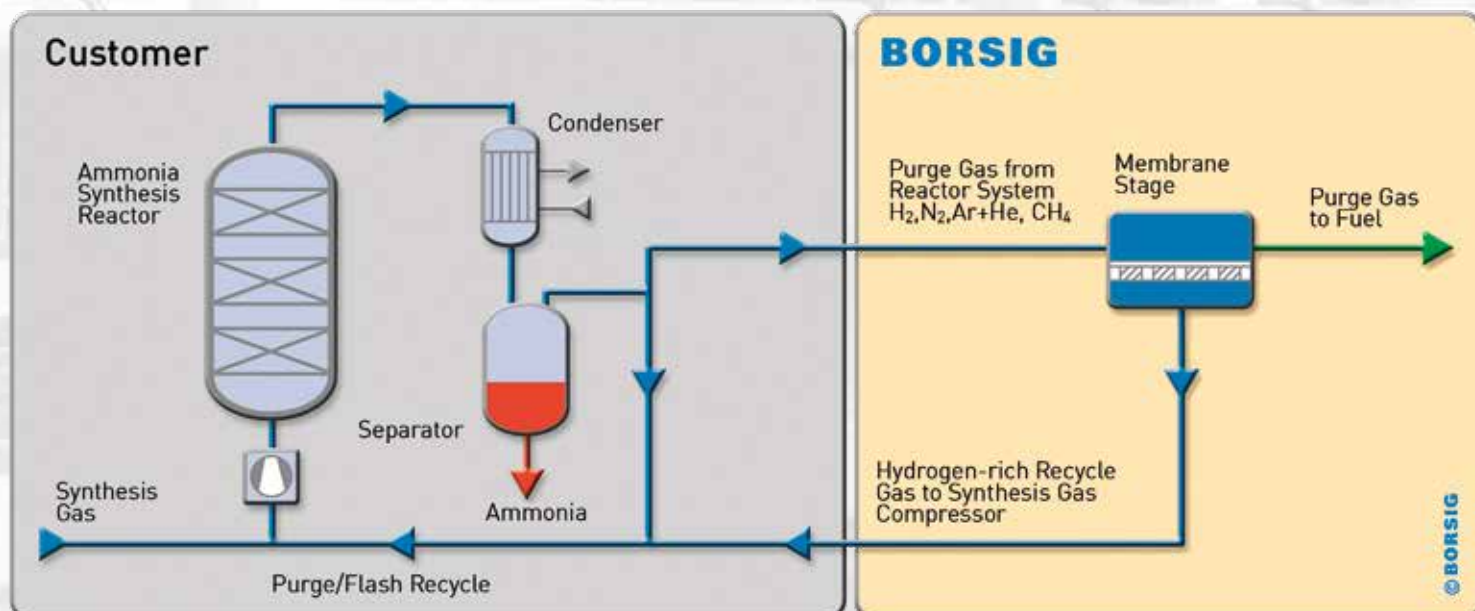 Customer
BORSIG
Condenser
Ammonia
Synthesis
Reactor
Purge Gas from
Reactor System
H₂,N₂,Ar+He, CH₄
Membrane
Stage
Purge Gas
to Fuel
Separator
Synthesis
Gas
Ammonia
Hydrogen-rich Recycle
Gas to Synthesis Gas
Compressor
Purge/Flash Recycle
© BORSIG